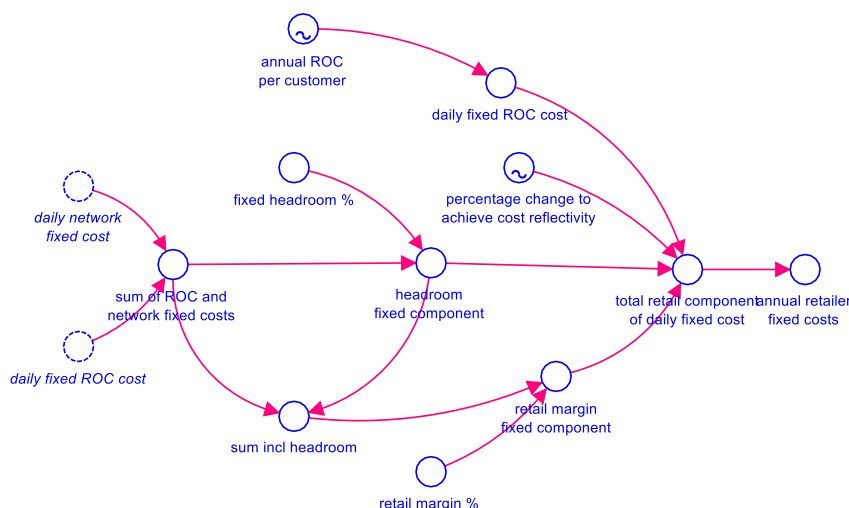 annual ROC
per customer
daily fixed ROC cost
fixed headroom %
percentage change to
achieve cost reflectivity
daily network
fixed cost
sum of ROC and
network fixed costs
headroom
fixed component
total retail component
of daily fixed cost
annual retailer
fixed costs
daily fixed ROC cost
retail margin
fixed component
sum incl headroom
retail margin %